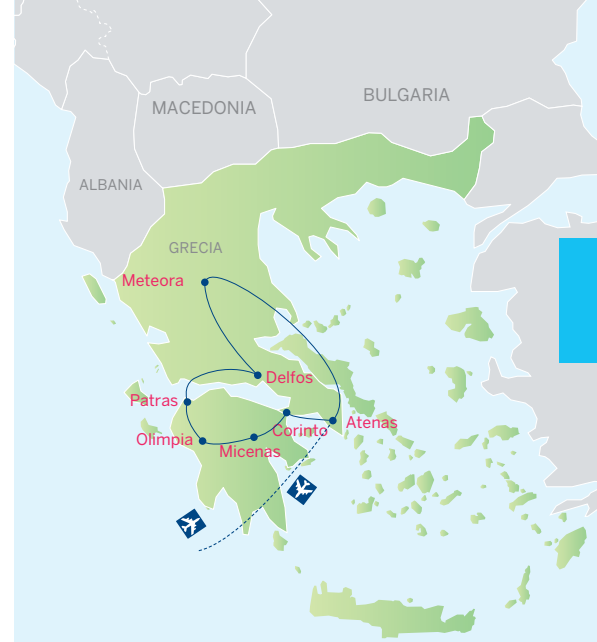 BULGARIA
MACEDONIA
ALBANIA
GRECIA
Meteora
Delfos
Patras
Atenas
Corinto
Olimpia
Micenas